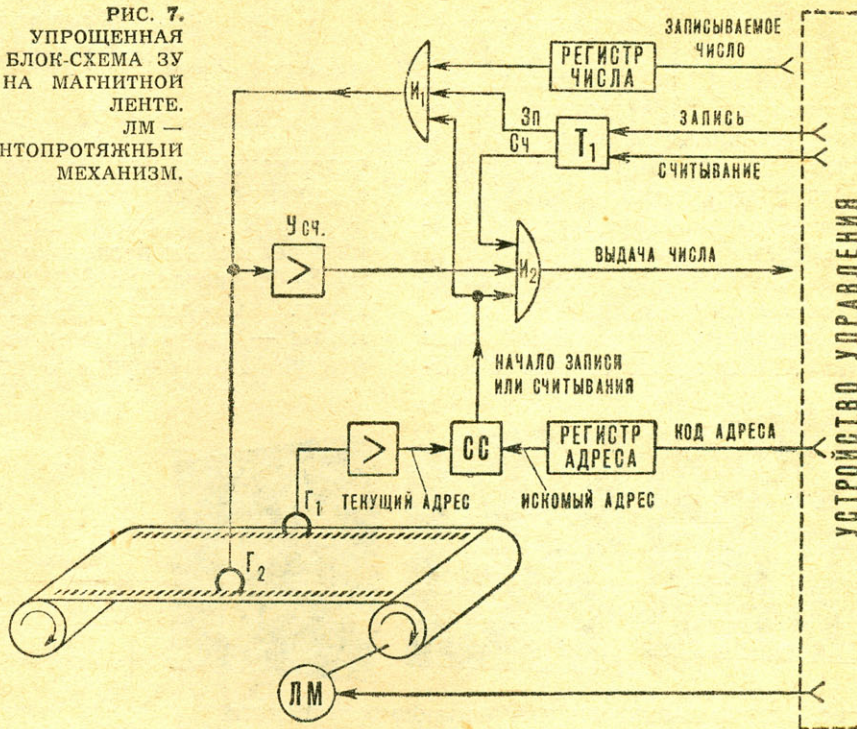 РИС. 7.
УПРОЩЕННАЯ
БЛОК-СХЕМА ЗУ
НА МАГНИТНОЙ
ЛЕНТЕ.
ЛМ —
НТОПРОТЯЖНЫЙ
МЕХАНИЗМ.
ЗАПИСЫВАЕМОЕ
ЧИСЛО
РЕГИСТР
ЧИСЛА
И1
Зп
Сч
Т1
ЗАПИСЬ
СЧИТЫВАНИЕ
У сч.
>
И2
ВЫДАЧА ЧИСЛА
НАЧАЛО ЗАПИСИ
ИЛИ СЧИТЫВАНИЯ
>
СС
РЕГИСТР
АДРЕСА
КОД АДРЕСА
Г1
ТЕКУЩИЙ АДРЕС
ИСКОМЫЙ АДРЕС
Г2
ЛМ
УСТРОЙСТВО УПРАВЛЕНИЯ